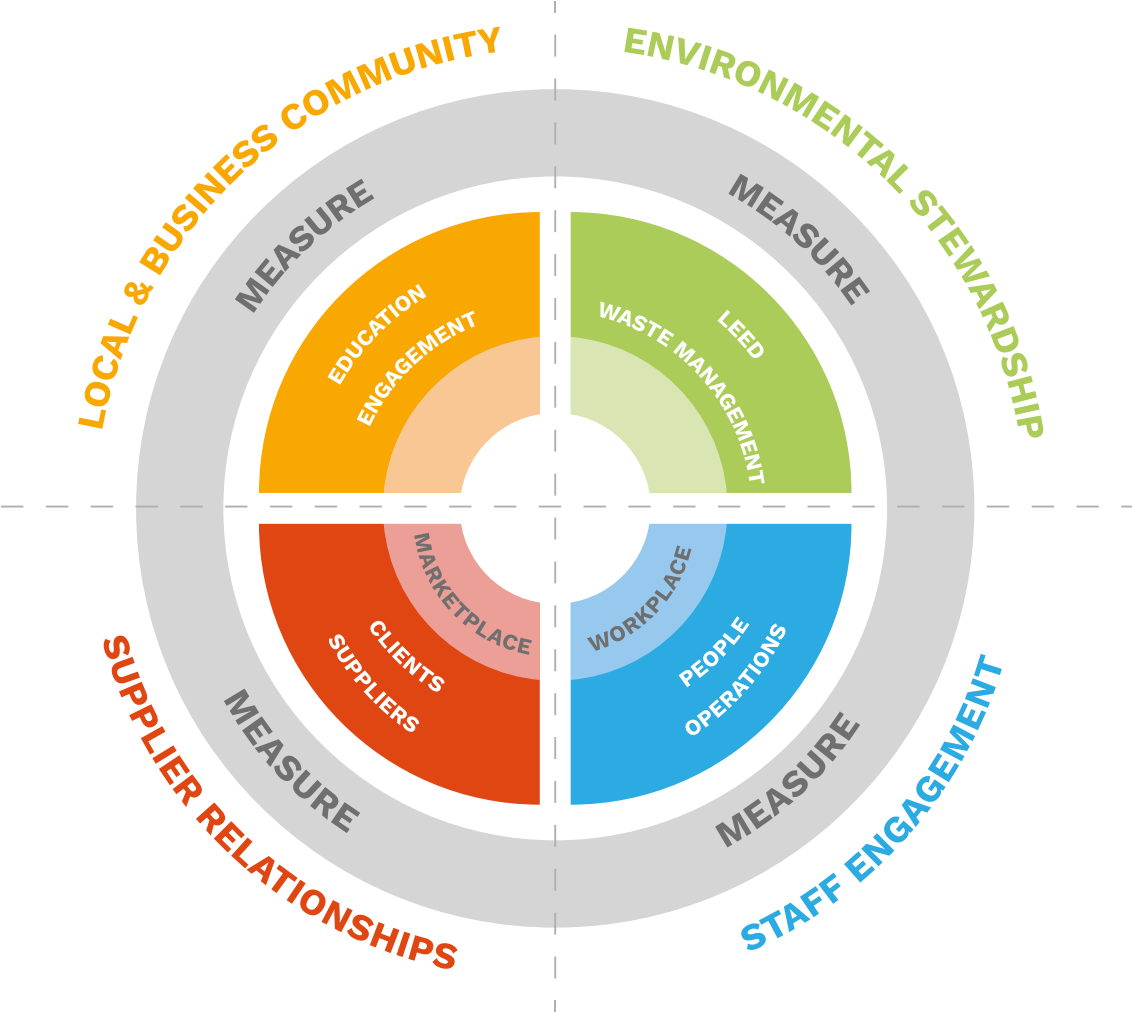 LOCAL & BUSINESS COMMUNITY
ENVIRONMENTAL STEWARDSHIP
MEASURE
MEASURE
EDUCATION
ENGAGEMENT
LEED
WASTE MANAGEMENT
MARKETPLACE
WORKPLACE
CLIENTS
SUPPLIERS
PEOPLE
OPERATIONS
MEASURE
MEASURE
SUPPLIER RELATIONSHIPS
STAFF ENGAGEMENT